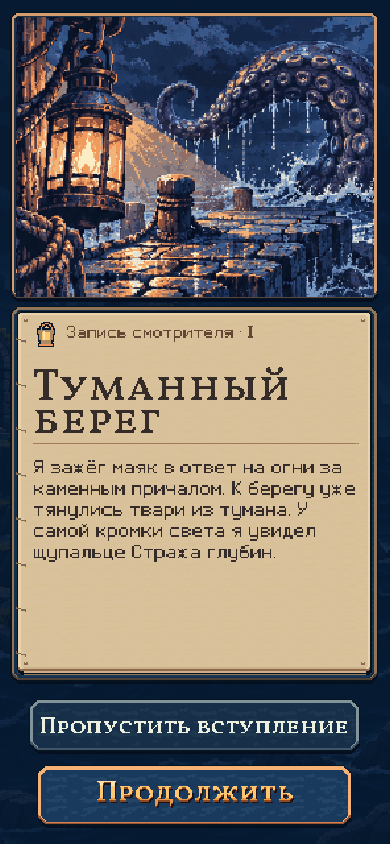 Запись смотрителя · I
Туманный
берег
Я зажёг маяк в ответ на огни за
каменным причалом. К берегу уже
тянулись твари из тумана. У
самой кромки света я увидел
щупальце Стража глубин.
Пропустить вступление
Продолжить